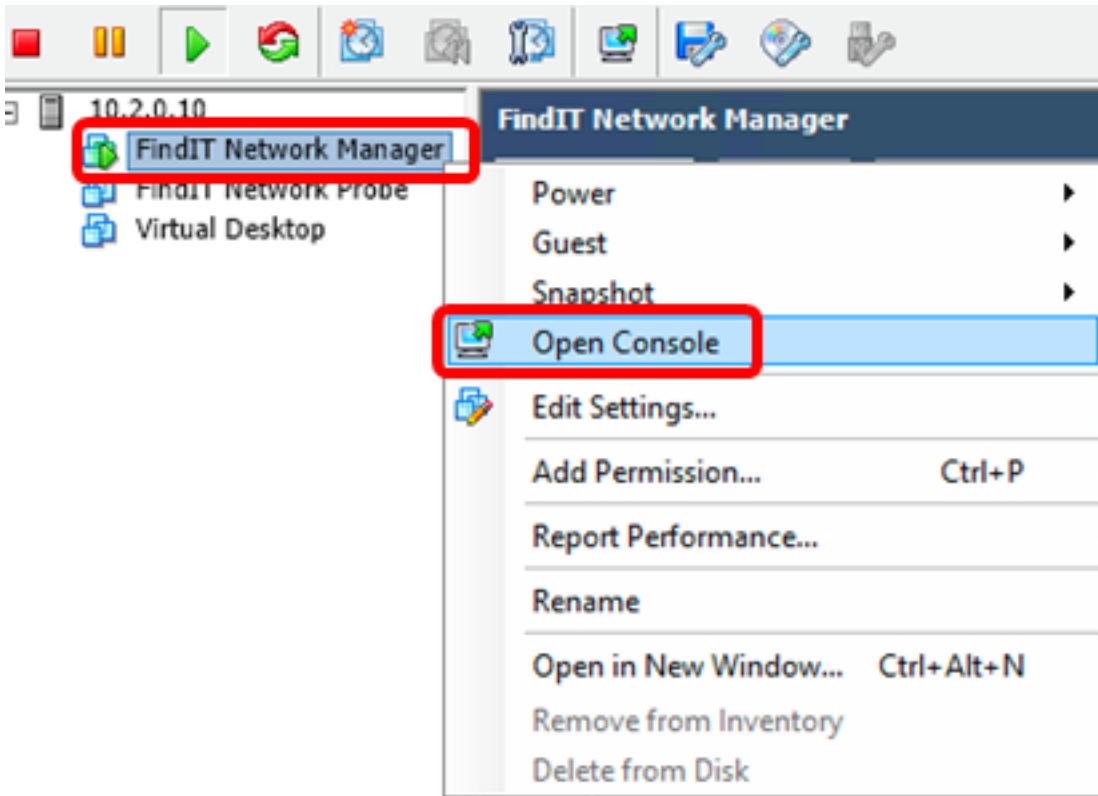 10.2.0.10
FindIT Network Manager
FindIT Network Probe
Virtual Desktop
FindIT Network Manager
Power
Guest
Snapshot
Open Console
Edit Settings...
Add Permission... Ctrl+P
Report Performance...
Rename
Open in New Window... Ctrl+Alt+N
Remove from Inventory
Delete from Disk